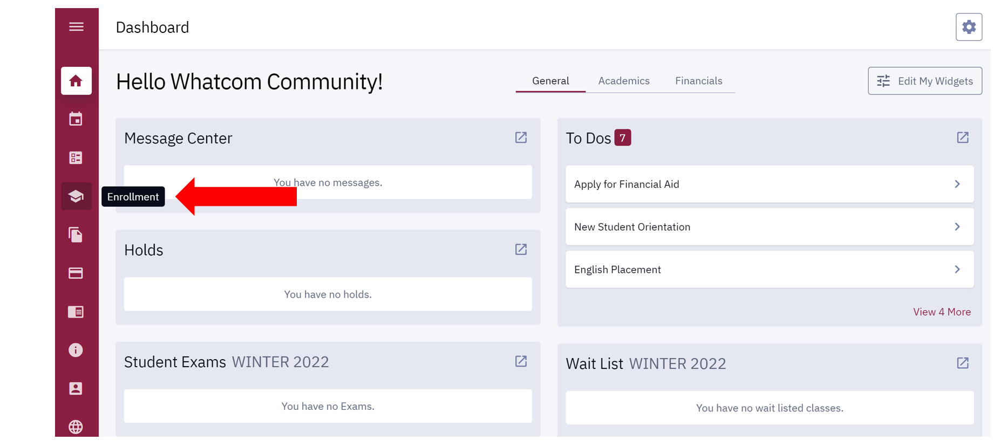 Dashboard
Hello Whatcom Community!
General
Academics
Financials
Edit My Widgets
Message Center
You have no messages.
Enrollment
Holds
You have no holds.
Student Exams WINTER 2022
You have no Exams.
To Dos 7
Apply for Financial Aid
New Student Orientation
English Placement
View 4 More
Wait List WINTER 2022
You have no wait listed classes.